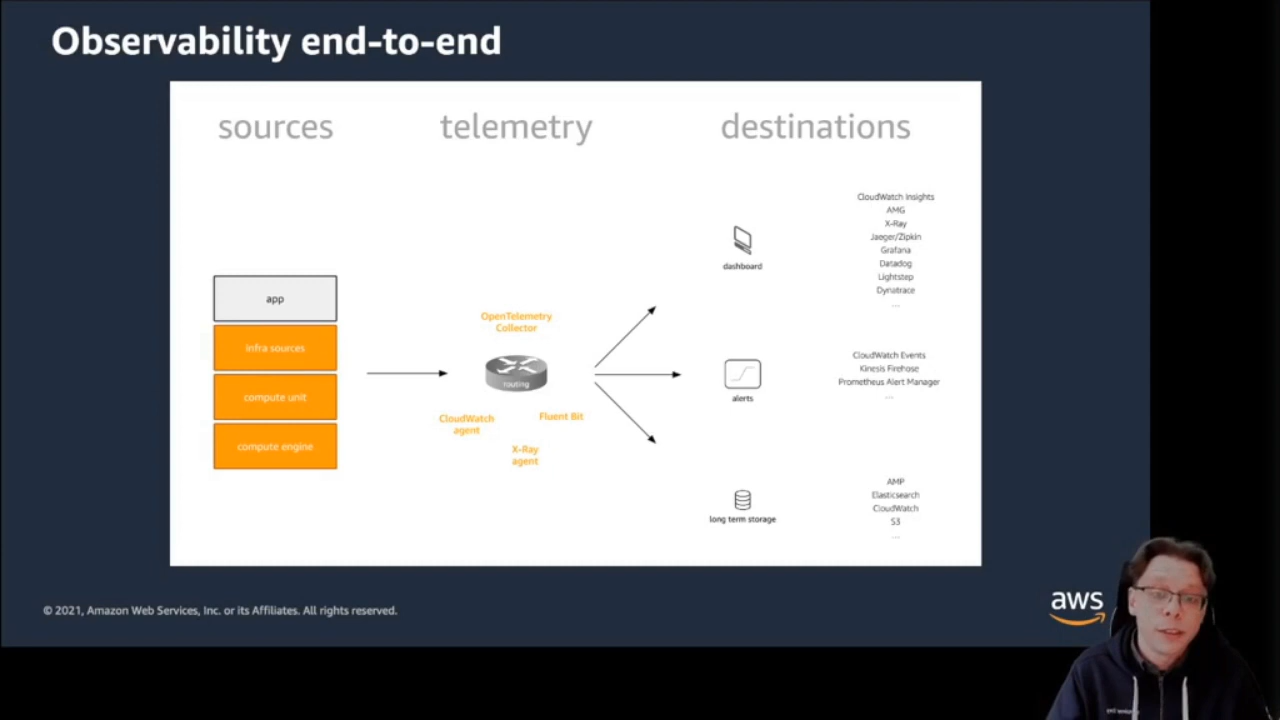 Observability end-to-end
sources
telemetry
destinations
app
infra sources
compute unit
compute engine
OpenTelemetry
Collector
routing
CloudWatch
agent
Fluent Bit
X-Ray
agent
dashboard
CloudWatch Insights
AMG
X-Ray
Jaeger/Zipkin
Grafana
Datadog
Lightstep
Dynatrace
...
alerts
CloudWatch Events
Kinesis Firehose
Prometheus Alert Manager
...
long term storage
AMP
Elasticsearch
CloudWatch
S3
...
© 2021, Amazon Web Services, Inc. or its Affiliates. All rights reserved.
aws